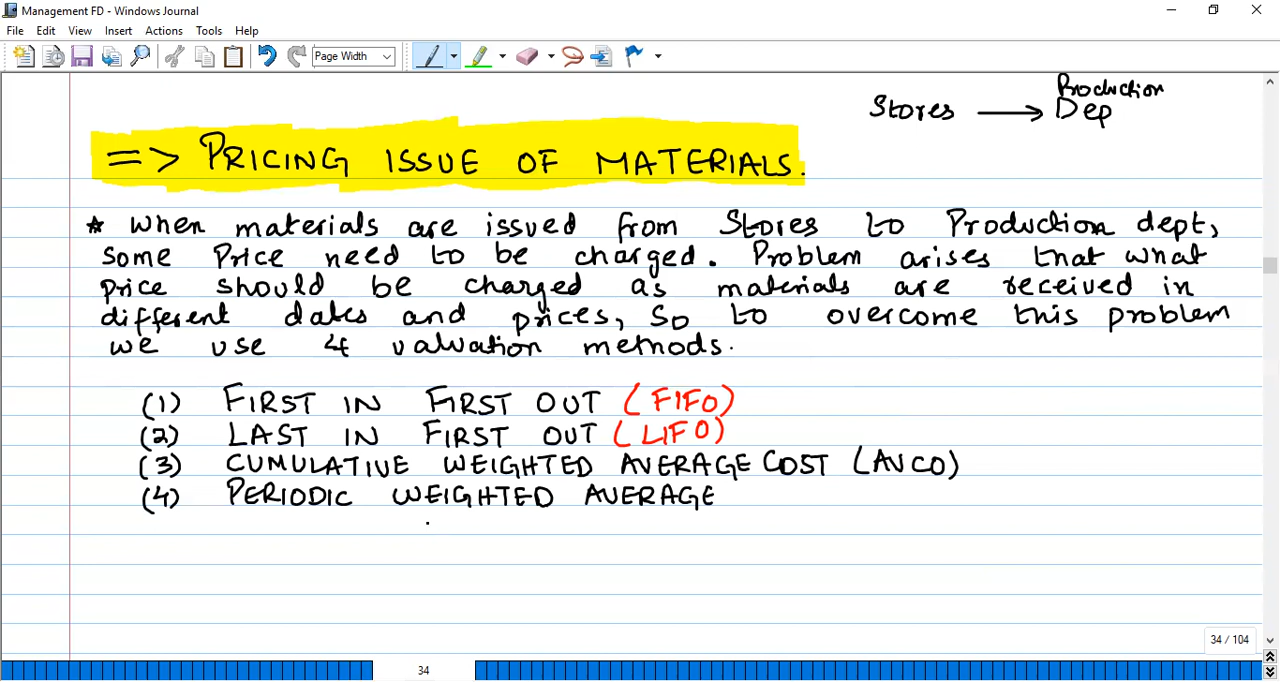 Management FD - Windows Journal
File Edit View Insert Actions Tools Help
Page Width
Stores → Production Dep
=> PRICING ISSUE OF MATERIALS.
* When materials are issued from Stores to Production dept,
some Price need to be charged. Problem arises that what
price should be charged as materials are received in
different dates and prices, so to overcome this problem
we use 4 valuation methods.
(1) FIRST IN FIRST OUT (FIFO)
(2) LAST IN FIRST OUT (LIFO)
(3) CUMULATIVE WEIGHTED AVERAGE COST (AVCO)
(4) PERIODIC WEIGHTED AVERAGE
34 / 104
34